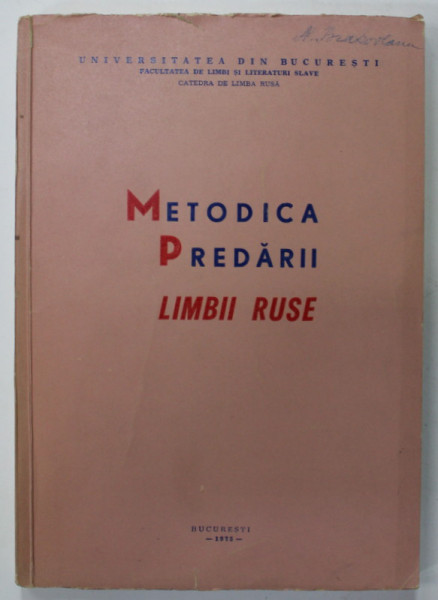 UNIVERSITATEA DIN BUCUREȘTI
FACULTATEA DE LIMBI ȘI LITERATURI SLAVE
CATEDRA DE LIMBA RUSĂ
METODICA
PREDĂRII
LIMBII RUSE
BUCUREȘTI